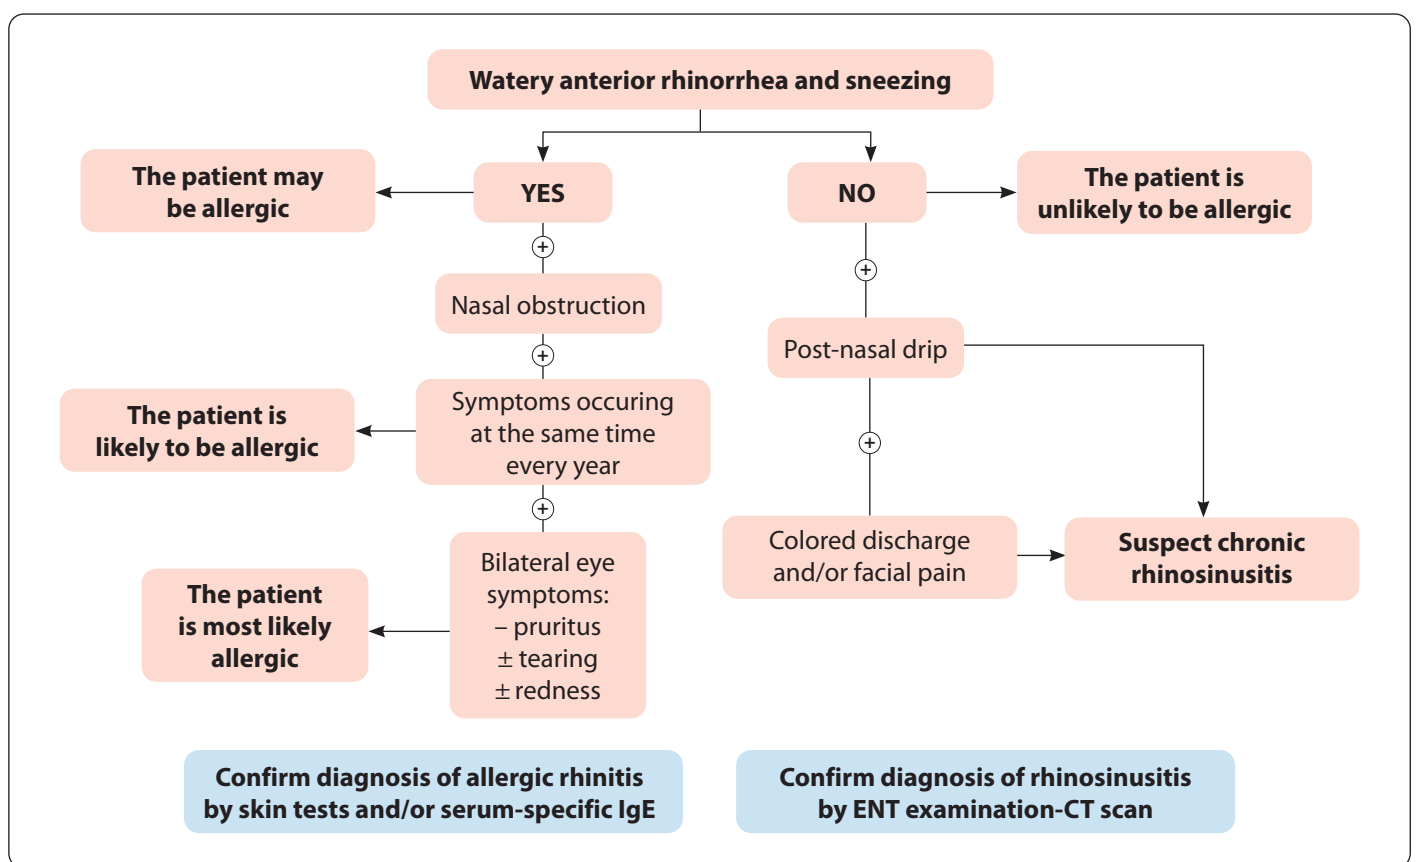 Watery anterior rhinorrhea and sneezing
The patient may
be allergic
YES
NO
The patient is
unlikely to be allergic
+
+
Nasal obstruction
+
Post-nasal drip
The patient is
likely to be allergic
Symptoms occuring
at the same time
every year
+
+
Bilateral eye
symptoms:
– pruritus
± tearing
± redness
The patient
is most likely
allergic
Colored discharge
and/or facial pain
Suspect chronic
rhinosinusitis
Confirm diagnosis of allergic rhinitis
by skin tests and/or serum-specific IgE
Confirm diagnosis of rhinosinusitis
by ENT examination-CT scan